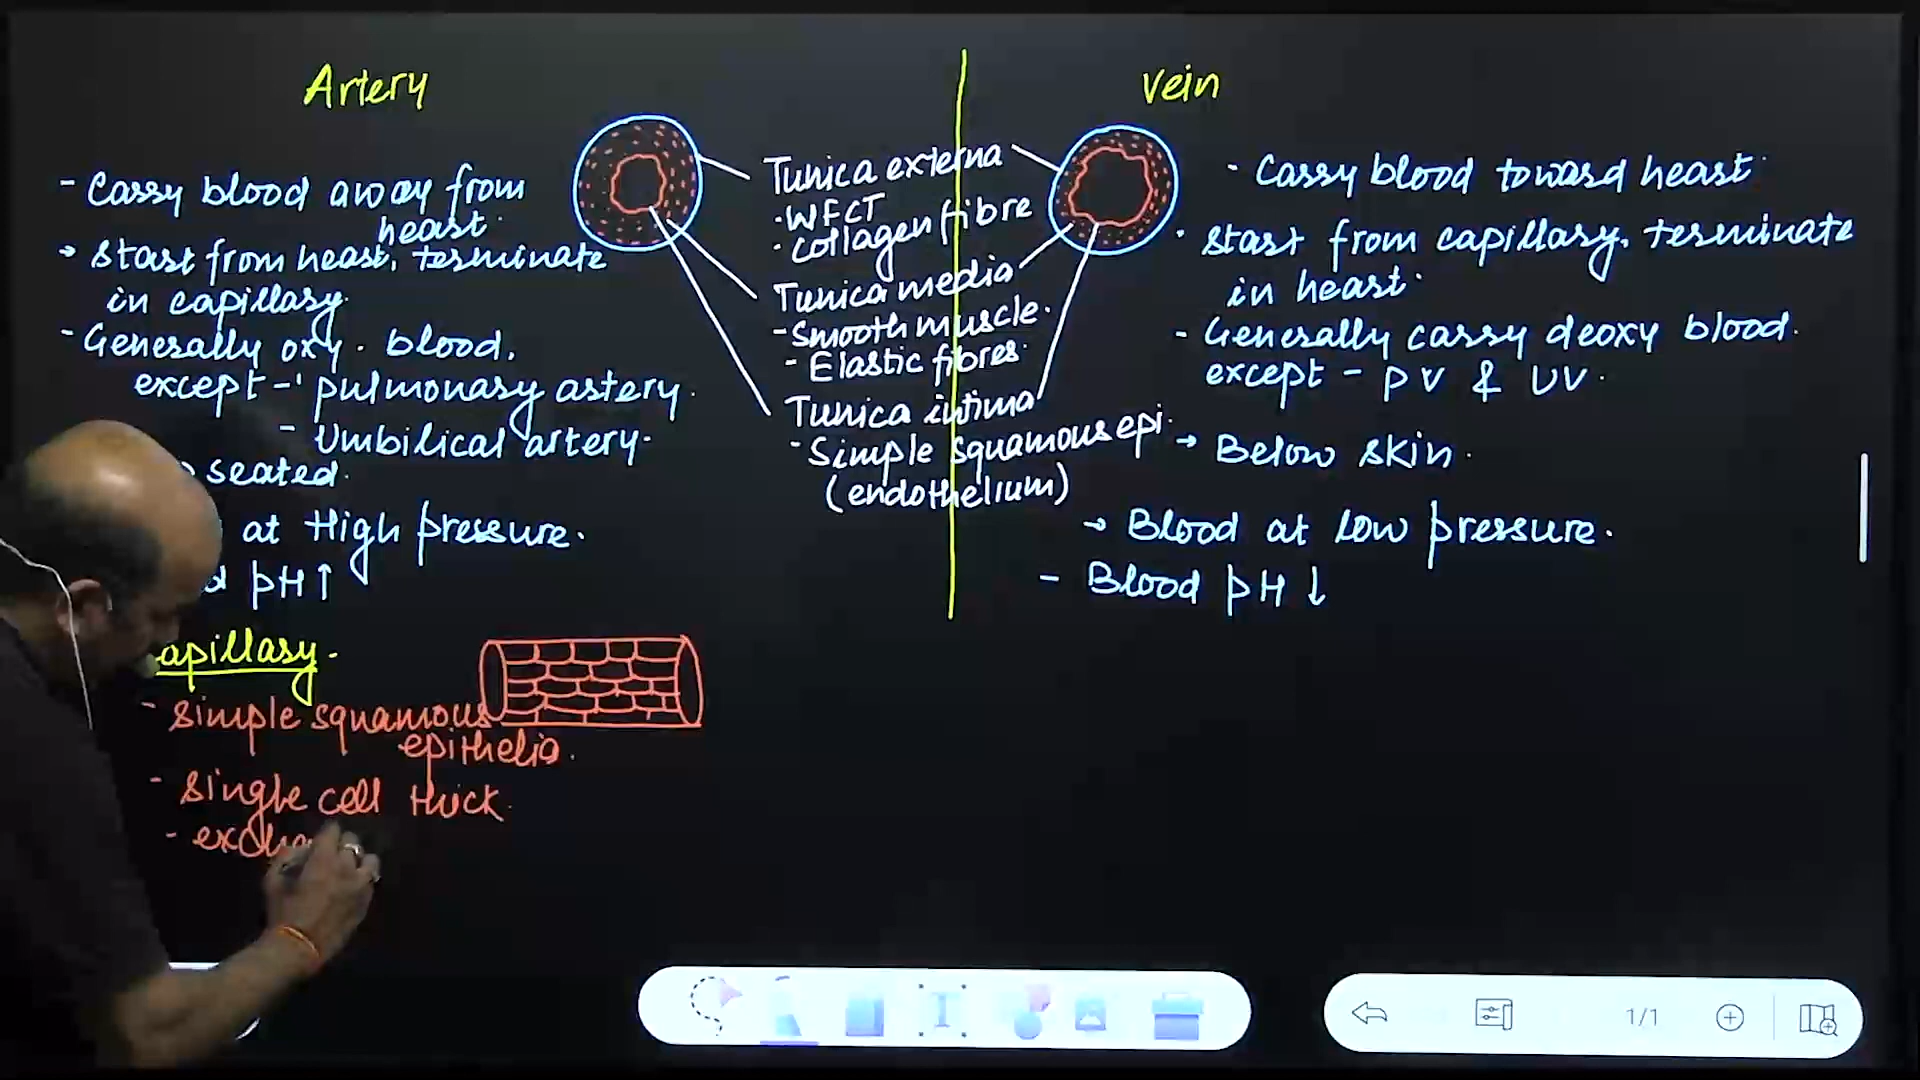 Artery
- Carry blood away from
heart.
→ Start from heart, terminate
in capillary.
- Generally oxy. blood.
except -' pulmonary artery.
- Umbilical artery.
seated.
at High pressure.
pH↑
Tunica externa
· WFCT
· Collagen fibre
Tunica media
- Smooth muscle.
- Elastic fibres.
Tunica intima
- Simple squamous epi.
(endothelium)
Vein
- Carry blood toward heart.
· Start from capillary, terminate
in heart.
- Generally carry deoxy blood.
except - PV & UV.
→ Below skin.
→ Blood at low pressure.
- Blood pH ↓
apillary.
- Simple squamous
epithelia.
- Single cell thick.
- excha
1/1